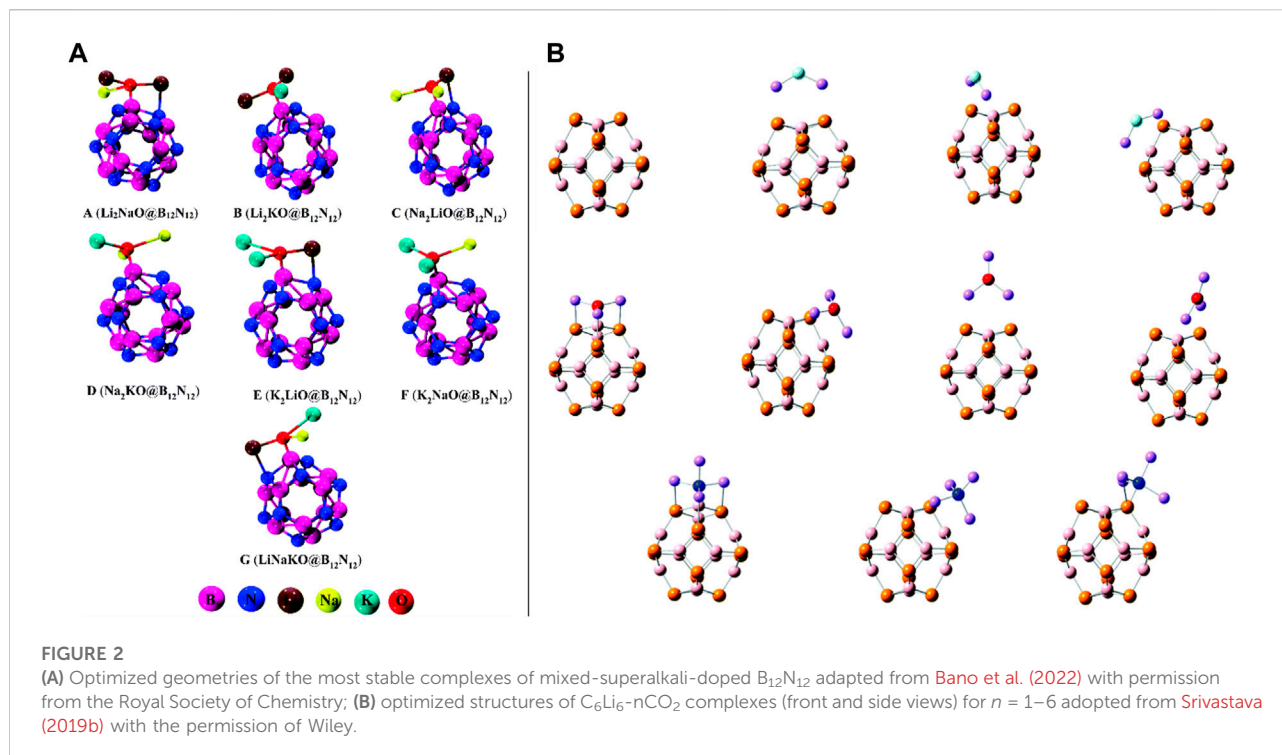 A
B
A (Li₂NaO@B₁₂N₁₂)
B (Li₂KO@B₁₂N₁₂)
C (Na₂LiO@B₁₂N₁₂)
D (Na₂KO@B₁₂N₁₂)
E (K₂LiO@B₁₂N₁₂)
F (K₂NaO@B₁₂N₁₂)
G (LiNaKO@B₁₂N₁₂)
B N Na K O
FIGURE 2
(A) Optimized geometries of the most stable complexes of mixed-superalkali-doped B₁₂N₁₂ adapted from Bano et al. (2022) with permission
from the Royal Society of Chemistry; (B) optimized structures of C₆Li₆-nCO₂ complexes (front and side views) for n = 1–6 adopted from Srivastava
(2019b) with the permission of Wiley.